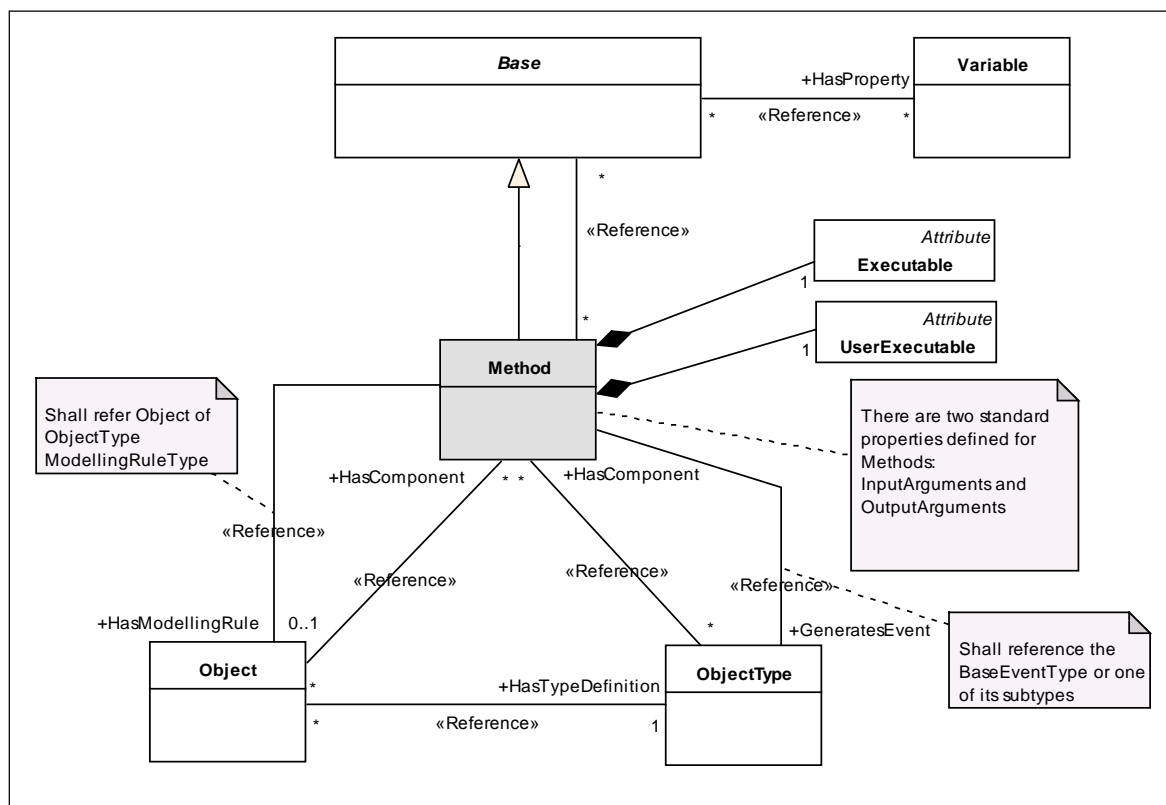 Base
Variable
+HasProperty
«Reference»
*
*
*
«Reference»
*
Attribute
Executable
1
Attribute
UserExecutable
1
Method
Shall refer Object of
ObjectType
ModellingRuleType
There are two standard
properties defined for
Methods:
InputArguments and
OutputArguments
+HasComponent
* *
+HasComponent
«Reference»
«Reference»
«Reference»
«Reference»
+HasModellingRule
0..1
*
+GeneratesEvent
Shall reference the
BaseEventType or one
of its subtypes
Object
ObjectType
*
+HasTypeDefinition
*
«Reference»
1